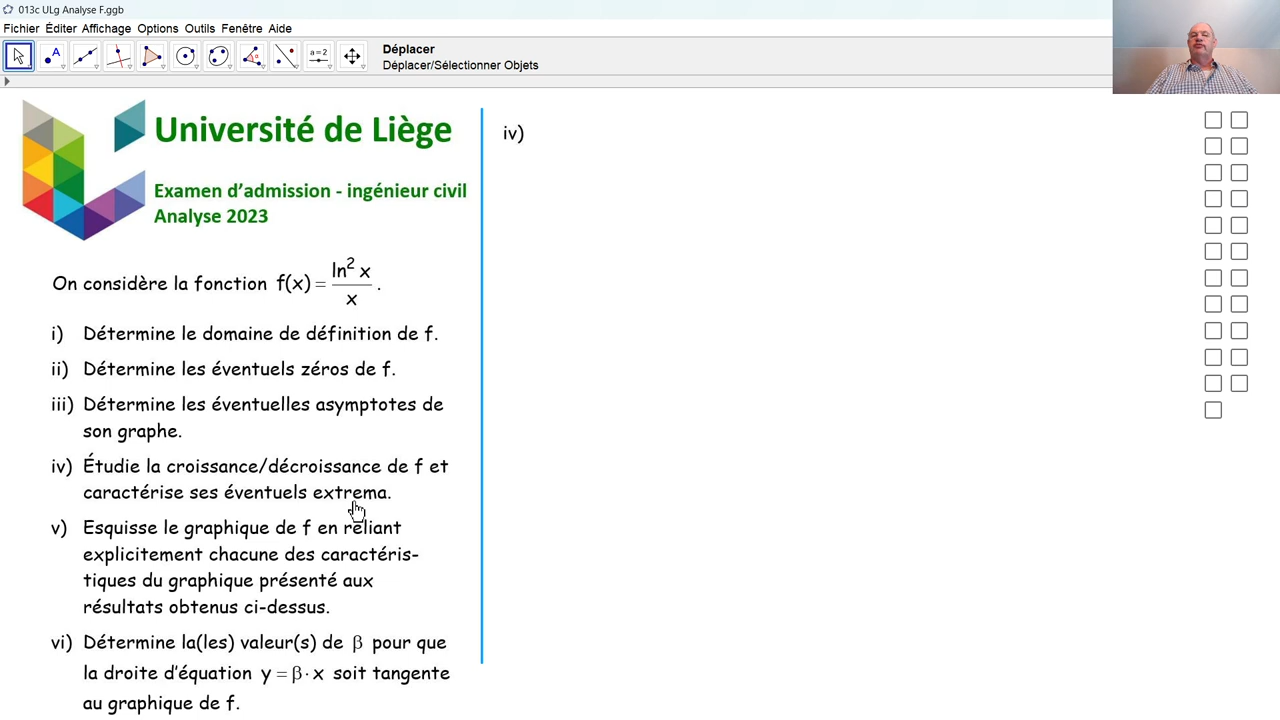 013c ULg Analyse F.ggb
Fichier Éditer Affichage Options Outils Fenêtre Aide
A
a=2
Déplacer
Déplacer/Sélectionner Objets
Université de Liège
Examen d’admission - ingénieur civil
Analyse 2023
On considère la fonction f(x) = ln² x / x .
i) Détermine le domaine de définition de f.
ii) Détermine les éventuels zéros de f.
iii) Détermine les éventuelles asymptotes de
son graphe.
iv) Étudie la croissance/décroissance de f et
caractérise ses éventuels extrema.
v) Esquisse le graphique de f en reliant
explicitement chacune des caractéris-
tiques du graphique présenté aux
résultats obtenus ci-dessus.
vi) Détermine la(les) valeur(s) de β pour que
la droite d’équation y = β · x soit tangente
au graphique de f.
iv)